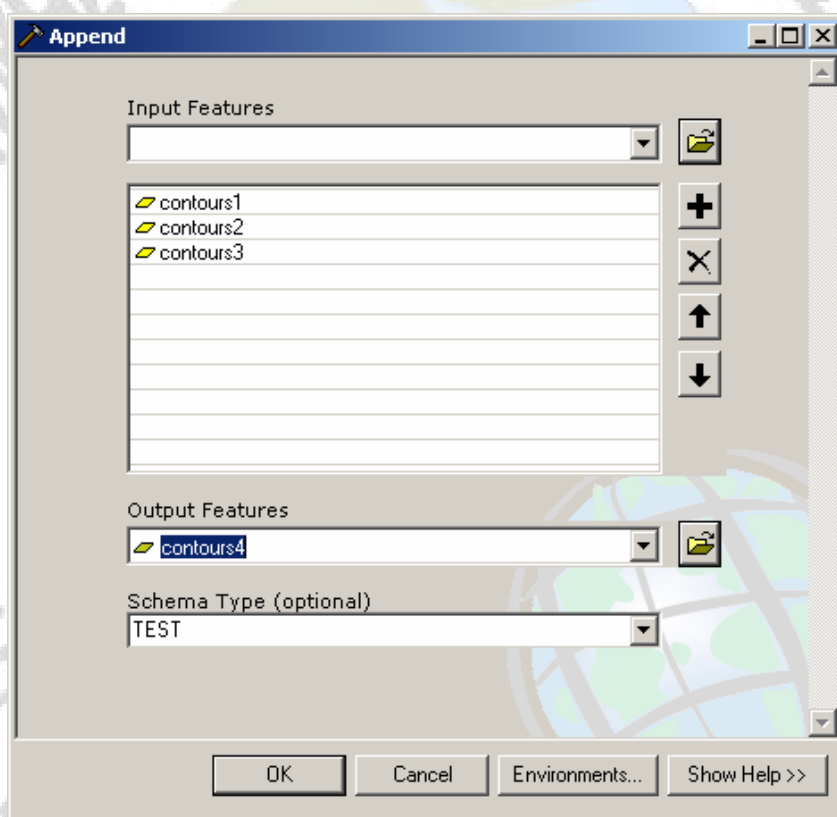 Append
Input Features
contours1
contours2
contours3
Output Features
contours4
Schema Type (optional)
TEST
OK Cancel Environments... Show Help >>